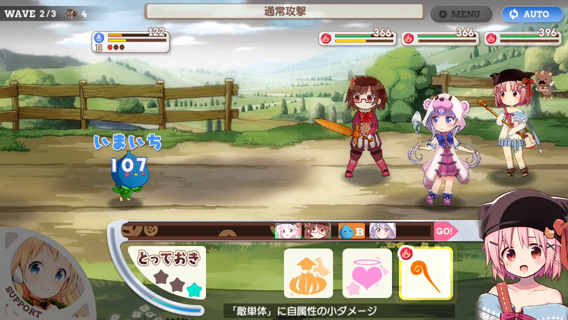 WAVE 2/3 4
通常攻撃
MENU
AUTO
122
B
366
366
396
いまいち
107
B
GO!
とっておき
SUPPORT
「敵単体」に自属性の小ダメージ